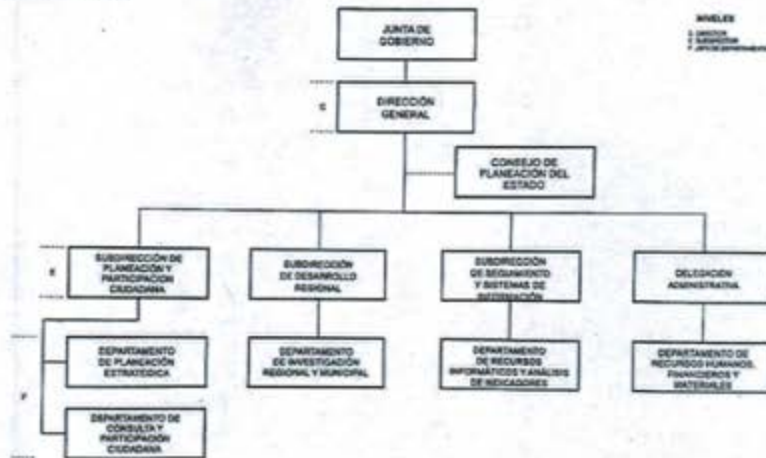 NIVELES
JUNTA DE
GOBIERNO
DIRECCIÓN
GENERAL
CONSEJO DE
PLANEACIÓN DEL
ESTADO
SUBDIRECCIÓN DE
PLANEACIÓN Y
PARTICIPACIÓN
CIUDADANA
SUBDIRECCIÓN
DE DESARROLLO
REGIONAL
SUBDIRECCIÓN
DE SEGUIMIENTO
Y SISTEMAS DE
INFORMACIÓN
DELEGACIÓN
ADMINISTRATIVA
DEPARTAMENTO
DE PLANEACIÓN
ESTRATÉGICA
DEPARTAMENTO
DE INVESTIGACIÓN
REGIONAL Y MUNICIPAL
DEPARTAMENTO
DE RECURSOS
INFORMÁTICOS Y ANÁLISIS
DE INDICADORES
DEPARTAMENTO DE
RECURSOS HUMANOS,
FINANCIEROS Y
MATERIALES
DEPARTAMENTO DE
CONSULTA Y
PARTICIPACIÓN
CIUDADANA